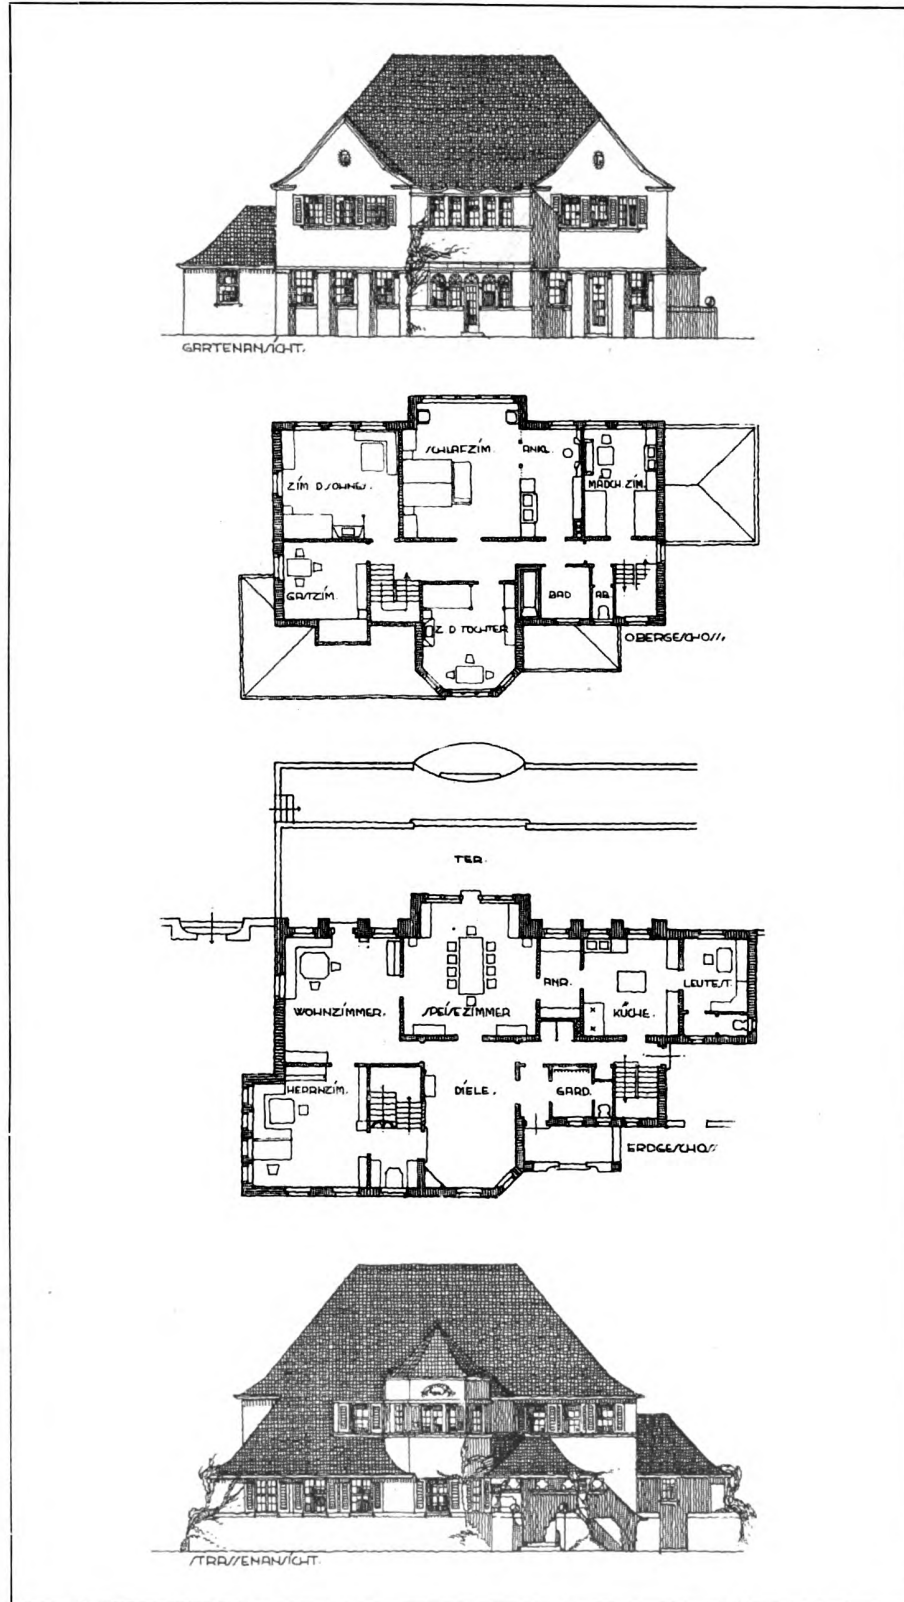 GARTENANSICHT.
SCHLAFZIM.
ANKL.
ZIM D SOHNES.
MÄDCH. ZIM.
GASTZIM.
BAD
AB.
Z. D TOCHTER
OBERGESCHOSS.
TER.
WOHNZIMMER.
SPEISEZIMMER
ANR.
KÜCHE.
LEUTEST.
HERRNZIM.
DIELE.
GARD.
ERDGESCHOSS
STRASSENANSICHT.